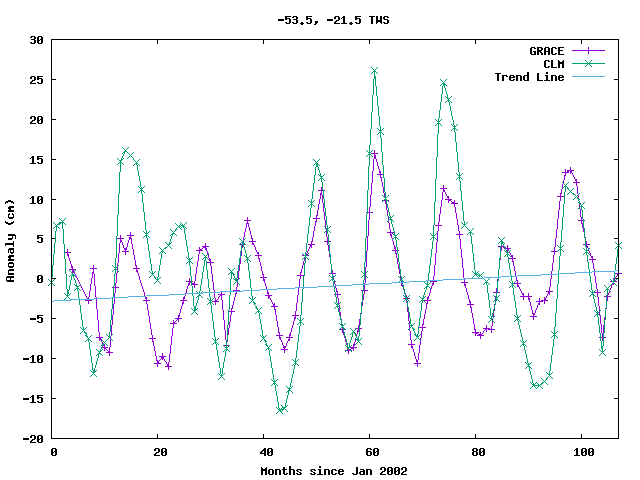 -53.5, -21.5 TWS
GRACE
CLM
Trend Line
30
25
20
15
10
5
0
-5
-10
-15
-20
Anomaly (cm)
0 20 40 60 80 100
Months since Jan 2002